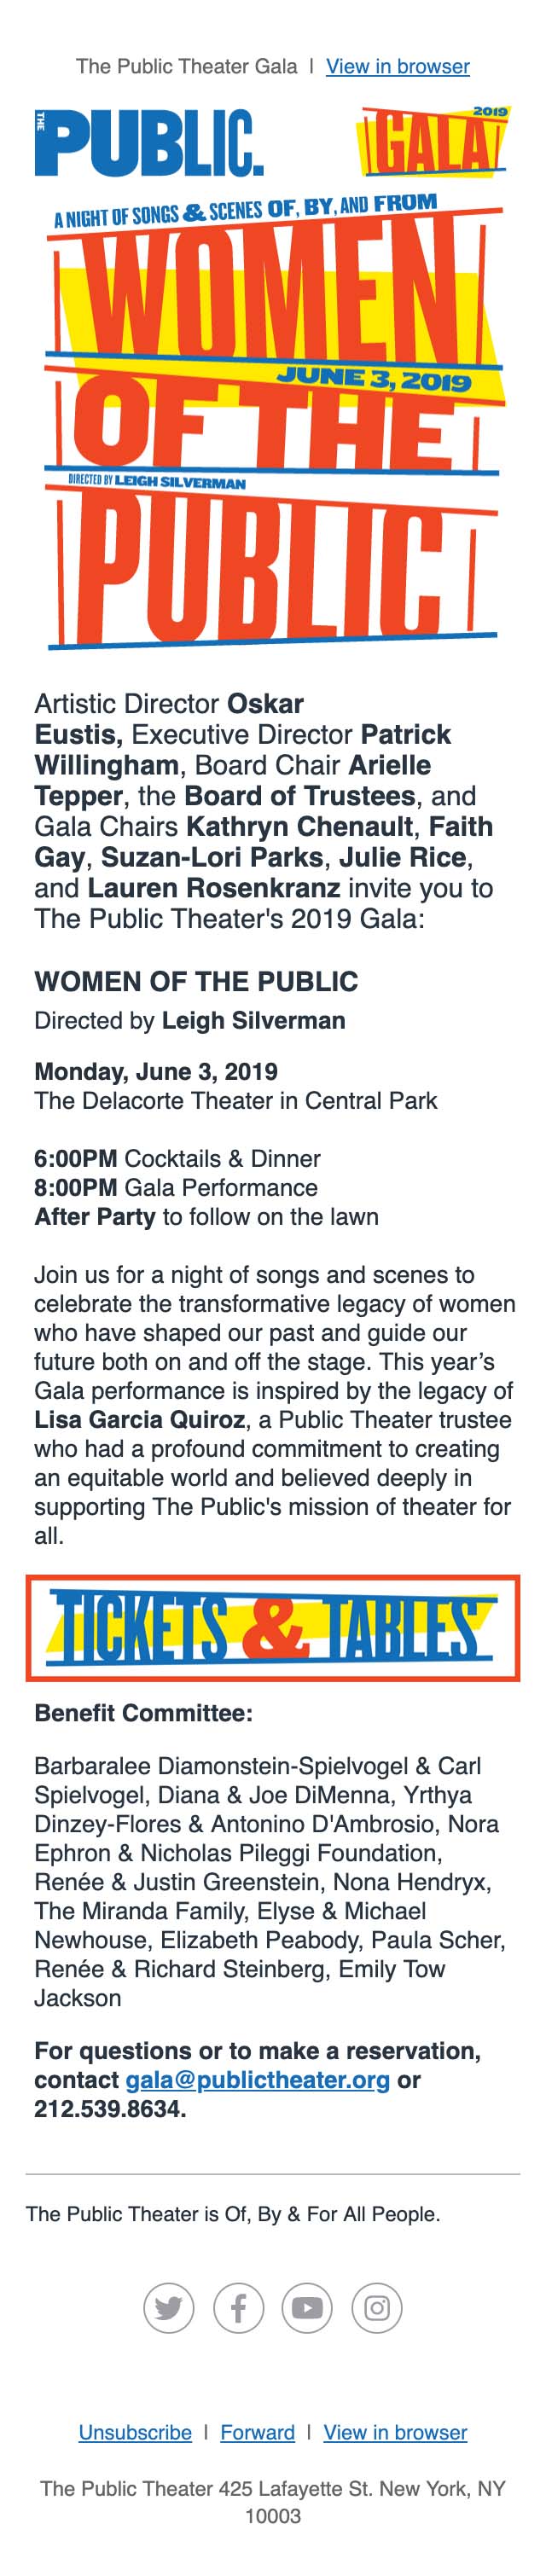 The Public Theater Gala | View in browser
THE PUBLIC.
2019
GALA
A NIGHT OF SONGS & SCENES OF, BY, AND FROM
WOMEN
JUNE 3, 2019
OF THE
DIRECTED BY LEIGH SILVERMAN
PUBLIC
Artistic Director Oskar
Eustis, Executive Director Patrick
Willingham, Board Chair Arielle
Tepper, the Board of Trustees, and
Gala Chairs Kathryn Chenault, Faith
Gay, Suzan-Lori Parks, Julie Rice,
and Lauren Rosenkranz invite you to
The Public Theater's 2019 Gala:
WOMEN OF THE PUBLIC
Directed by Leigh Silverman
Monday, June 3, 2019
The Delacorte Theater in Central Park
6:00PM Cocktails & Dinner
8:00PM Gala Performance
After Party to follow on the lawn
Join us for a night of songs and scenes to
celebrate the transformative legacy of women
who have shaped our past and guide our
future both on and off the stage. This year’s
Gala performance is inspired by the legacy of
Lisa Garcia Quiroz, a Public Theater trustee
who had a profound commitment to creating
an equitable world and believed deeply in
supporting The Public's mission of theater for
all.
TICKETS & TABLES
Benefit Committee:
Barbaralee Diamonstein-Spielvogel & Carl
Spielvogel, Diana & Joe DiMenna, Yrthya
Dinzey-Flores & Antonino D'Ambrosio, Nora
Ephron & Nicholas Pileggi Foundation,
Renée & Justin Greenstein, Nona Hendryx,
The Miranda Family, Elyse & Michael
Newhouse, Elizabeth Peabody, Paula Scher,
Renée & Richard Steinberg, Emily Tow
Jackson
For questions or to make a reservation,
contact gala@publictheater.org or
212.539.8634.
The Public Theater is Of, By & For All People.
Unsubscribe | Forward | View in browser
The Public Theater 425 Lafayette St. New York, NY
10003